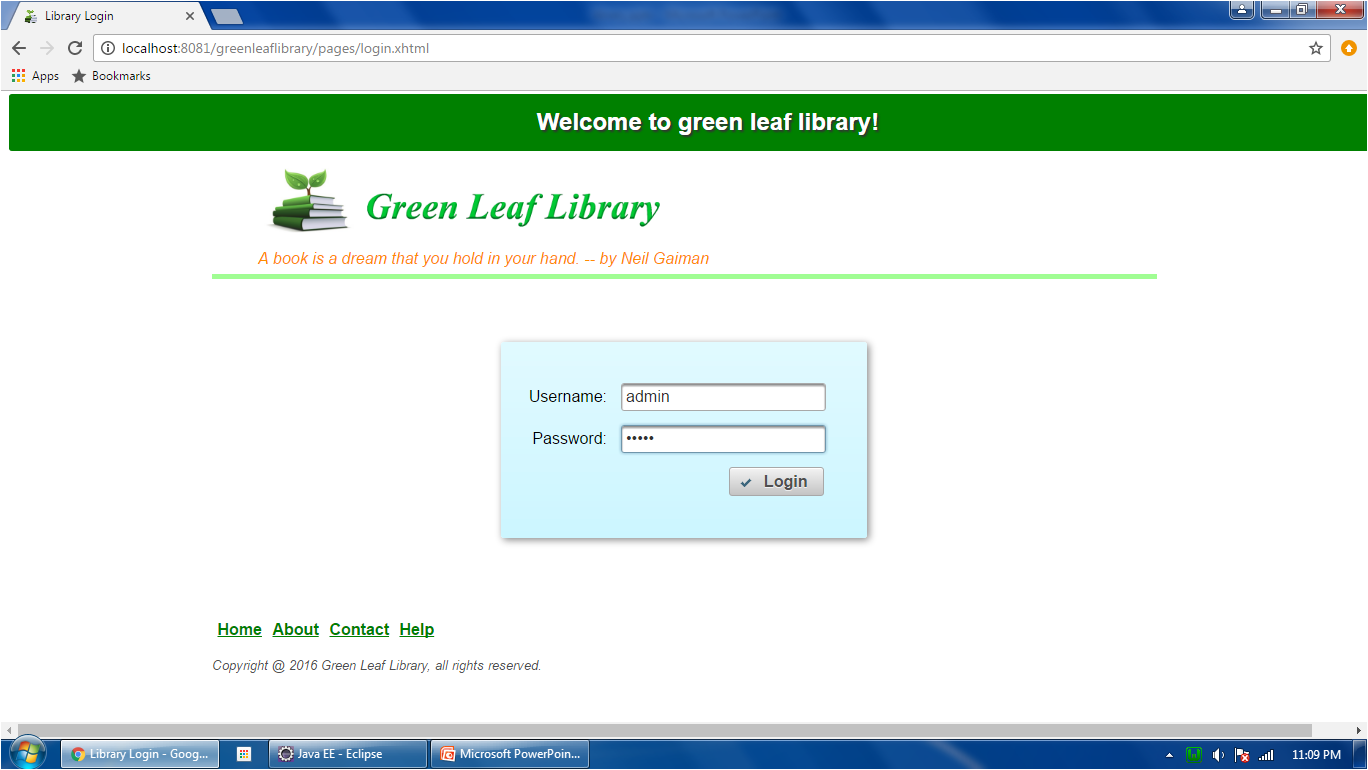 Library Login
localhost:8081/greenleaflibrary/pages/login.xhtml
Apps Bookmarks
Welcome to green leaf library!
Green Leaf Library
A book is a dream that you hold in your hand. -- by Neil Gaiman
Username: admin
Password: •••••
Login
Home About Contact Help
Copyright @ 2016 Green Leaf Library, all rights reserved.
Library Login - Goog... Java EE - Eclipse Microsoft PowerPoin... 11:09 PM